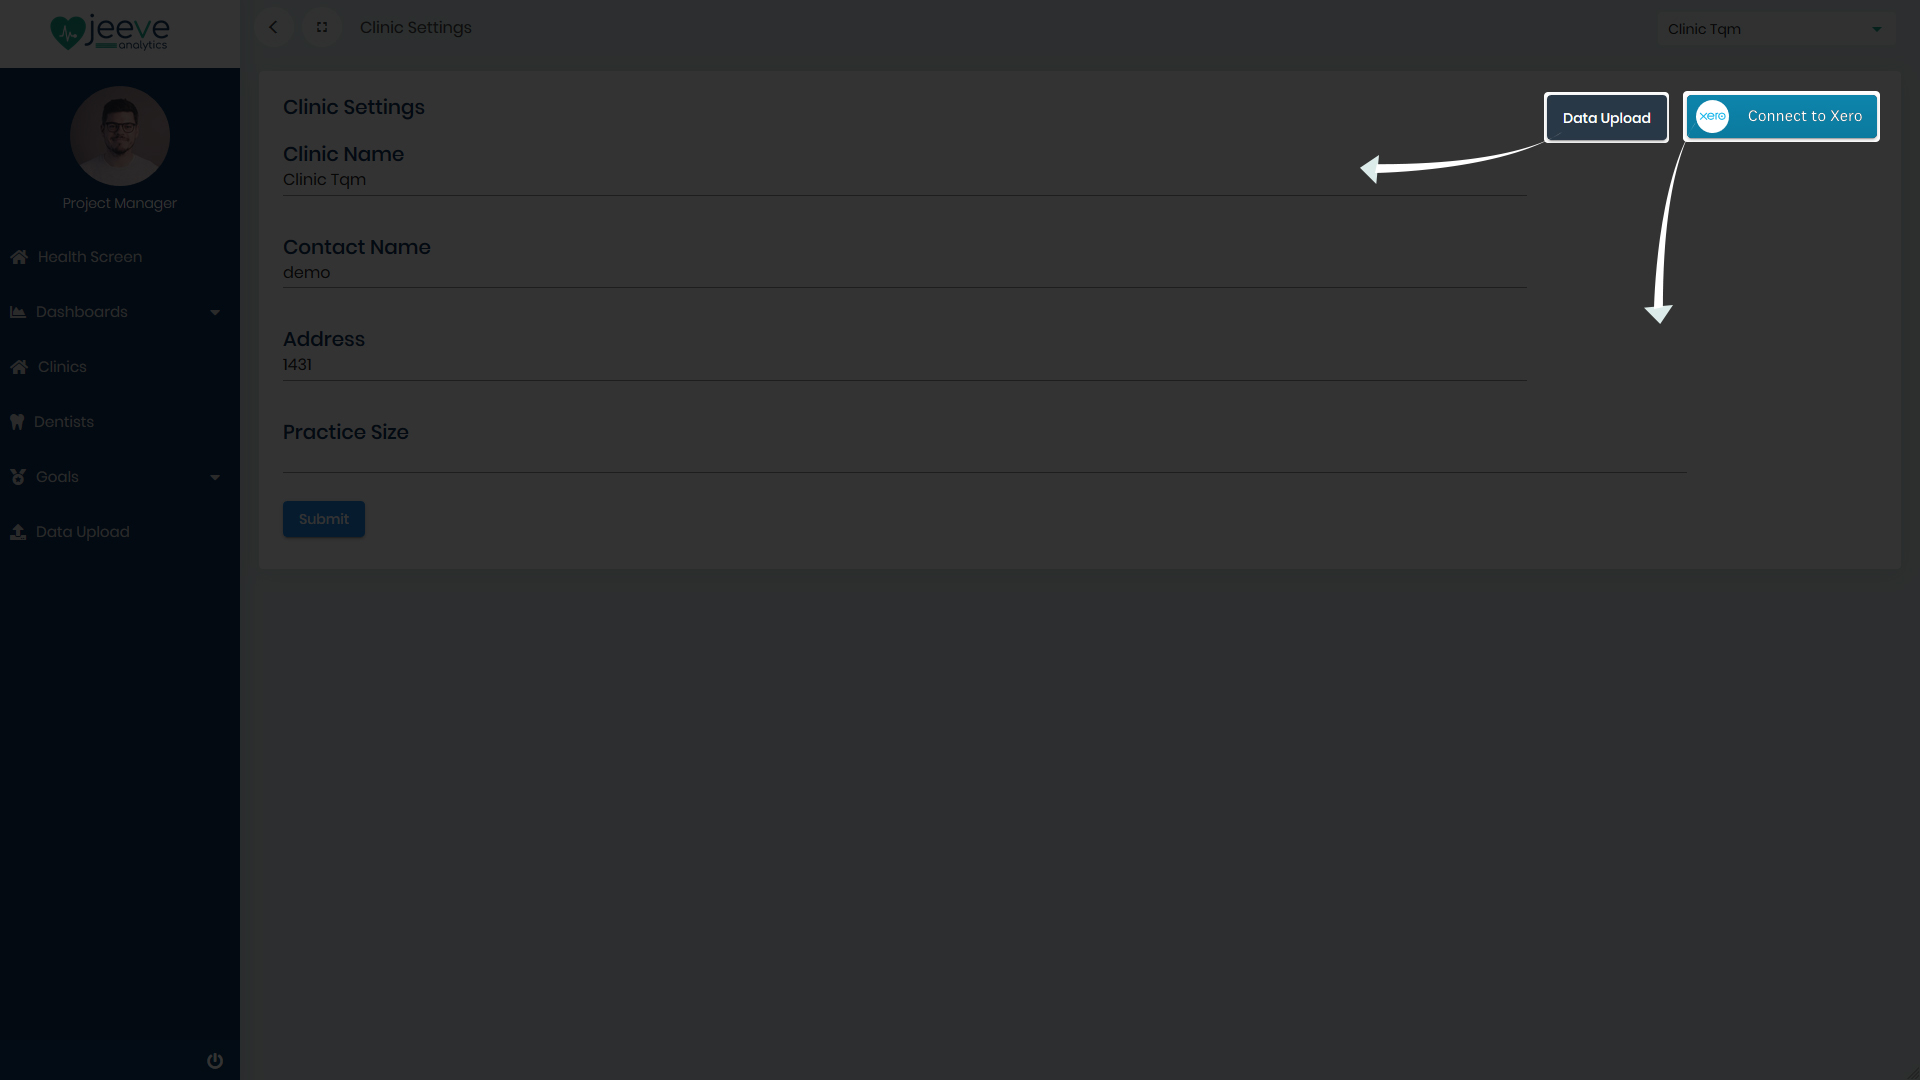 jeeve
analytics
Clinic Settings
Clinic Tqm
Project Manager
Health Screen
Dashboards
Clinics
Dentists
Goals
Data Upload
Clinic Settings
Data Upload
xero
Connect to Xero
Clinic Name
Clinic Tqm
Contact Name
demo
Address
1431
Practice Size
Submit